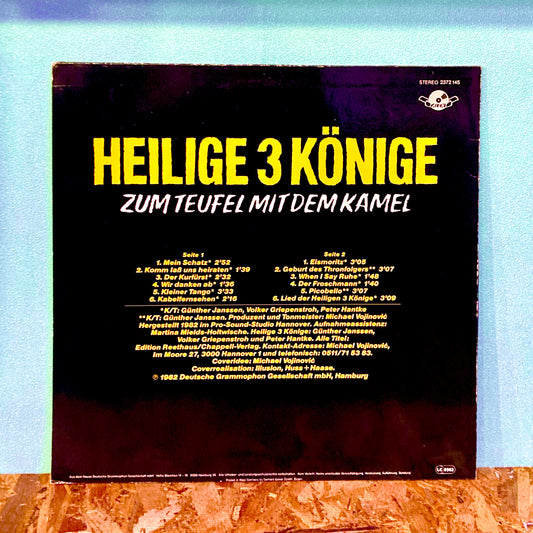 STEREO 2372 145
HEILIGE 3 KÖNIGE
ZUM TEUFEL MIT DEM KAMEL
Seite 1
1. Mein Schatz* 2'52
2. Komm laß uns heiraten* 1'39
3. Der Kurfürst* 2'32
4. Wir danken ab* 1'36
5. Kleiner Tango* 3'33
6. Kabelfernsehen* 2'16
Seite 2
1. Eismoritz* 3'05
2. Geburt des Thronfolgers** 3'07
3. When I Say Ruhe* 1'48
4. Der Froschmann* 1'40
5. Picobello** 3'07
6. Lied der Heiligen 3 Könige* 3'09
*K/T: Günther Janssen, Volker Griepenstroh, Peter Hantke
**K/T: Günther Janssen. Produzent und Tonmeister: Michael Vojinović
Hergestellt 1982 im Pro-Sound-Studio Hannover. Aufnahmeassistenz:
Martina Mields-Holtwische. Heilige 3 Könige: Günther Janssen,
Volker Griepenstroh und Peter Hantke. Alle Titel:
Edition Reethaus/Chappell-Verlag. Kontakt-Adresse: Michael Vojinović,
Im Moore 27, 3000 Hannover 1 und telefonisch: 0511/71 53 83.
Coveridee: Michael Vojinović
Coverrealisation: Illusion, Huss + Haase.
Ⓟ 1982 Deutsche Grammophon Gesellschaft mbH, Hamburg